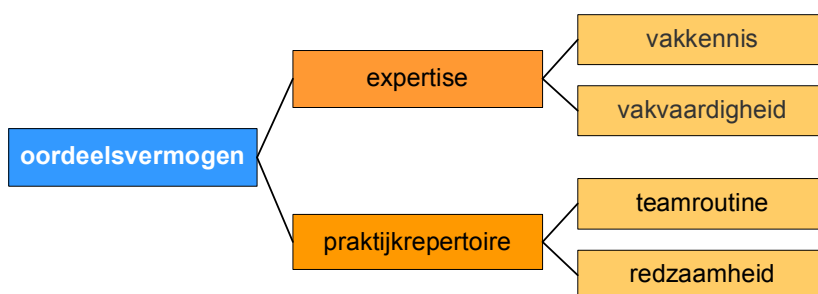 oordeelsvermogen
expertise
vakkennis
vakvaardigheid
praktijkrepertoire
teamroutine
redzaamheid